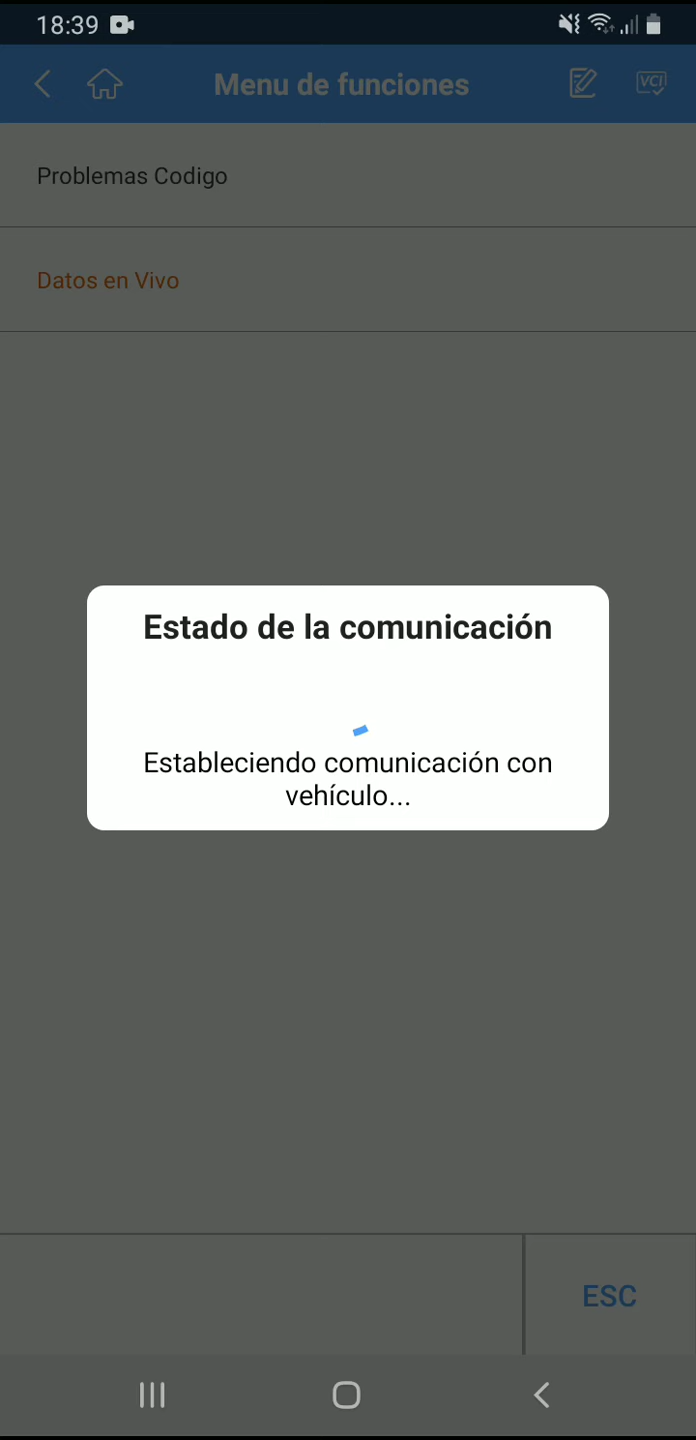 18:39
Menu de funciones
VCI
Problemas Codigo
Datos en Vivo
Estado de la comunicación
Estableciendo comunicación con
vehículo...
ESC